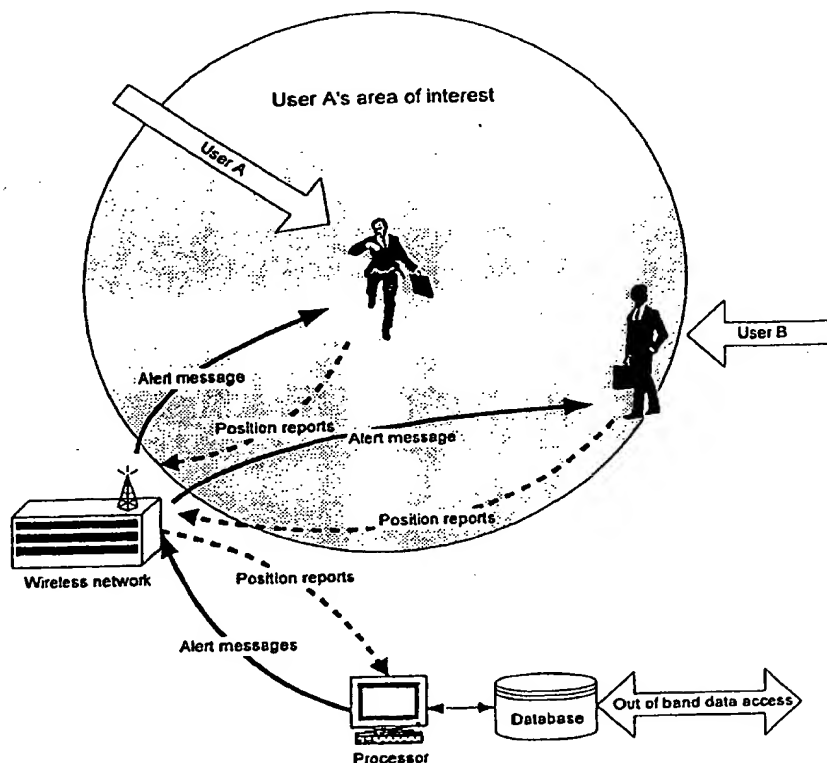 User A's area of interest
User A
User B
Alert message
Position reports
Alert message
Position reports
Wireless network
Position reports
Alert messages
Processor
Database
Out of band data access